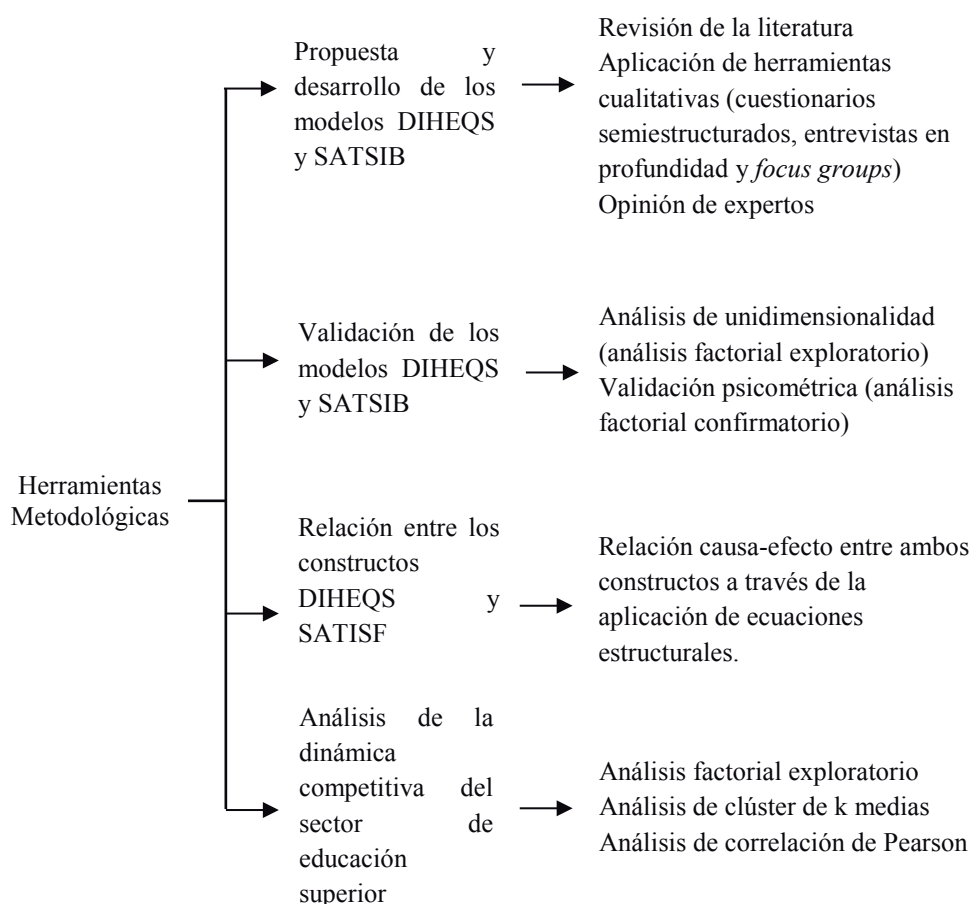 Herramientas
Metodológicas
Propuesta y
desarrollo de los
modelos DIHEQS
y SATSIB
Revisión de la literatura
Aplicación de herramientas
cualitativas (cuestionarios
semiestructurados, entrevistas en
profundidad y focus groups)
Opinión de expertos
Validación de los
modelos DIHEQS
y SATSIB
Análisis de unidimensionalidad
(análisis factorial exploratorio)
Validación psicométrica (análisis
factorial confirmatorio)
Relación entre los
constructos
DIHEQS y
SATISF
Relación causa-efecto entre ambos
constructos a través de la
aplicación de ecuaciones
estructurales.
Análisis de la
dinámica
competitiva del
sector de
educación
superior
Análisis factorial exploratorio
Análisis de clúster de k medias
Análisis de correlación de Pearson